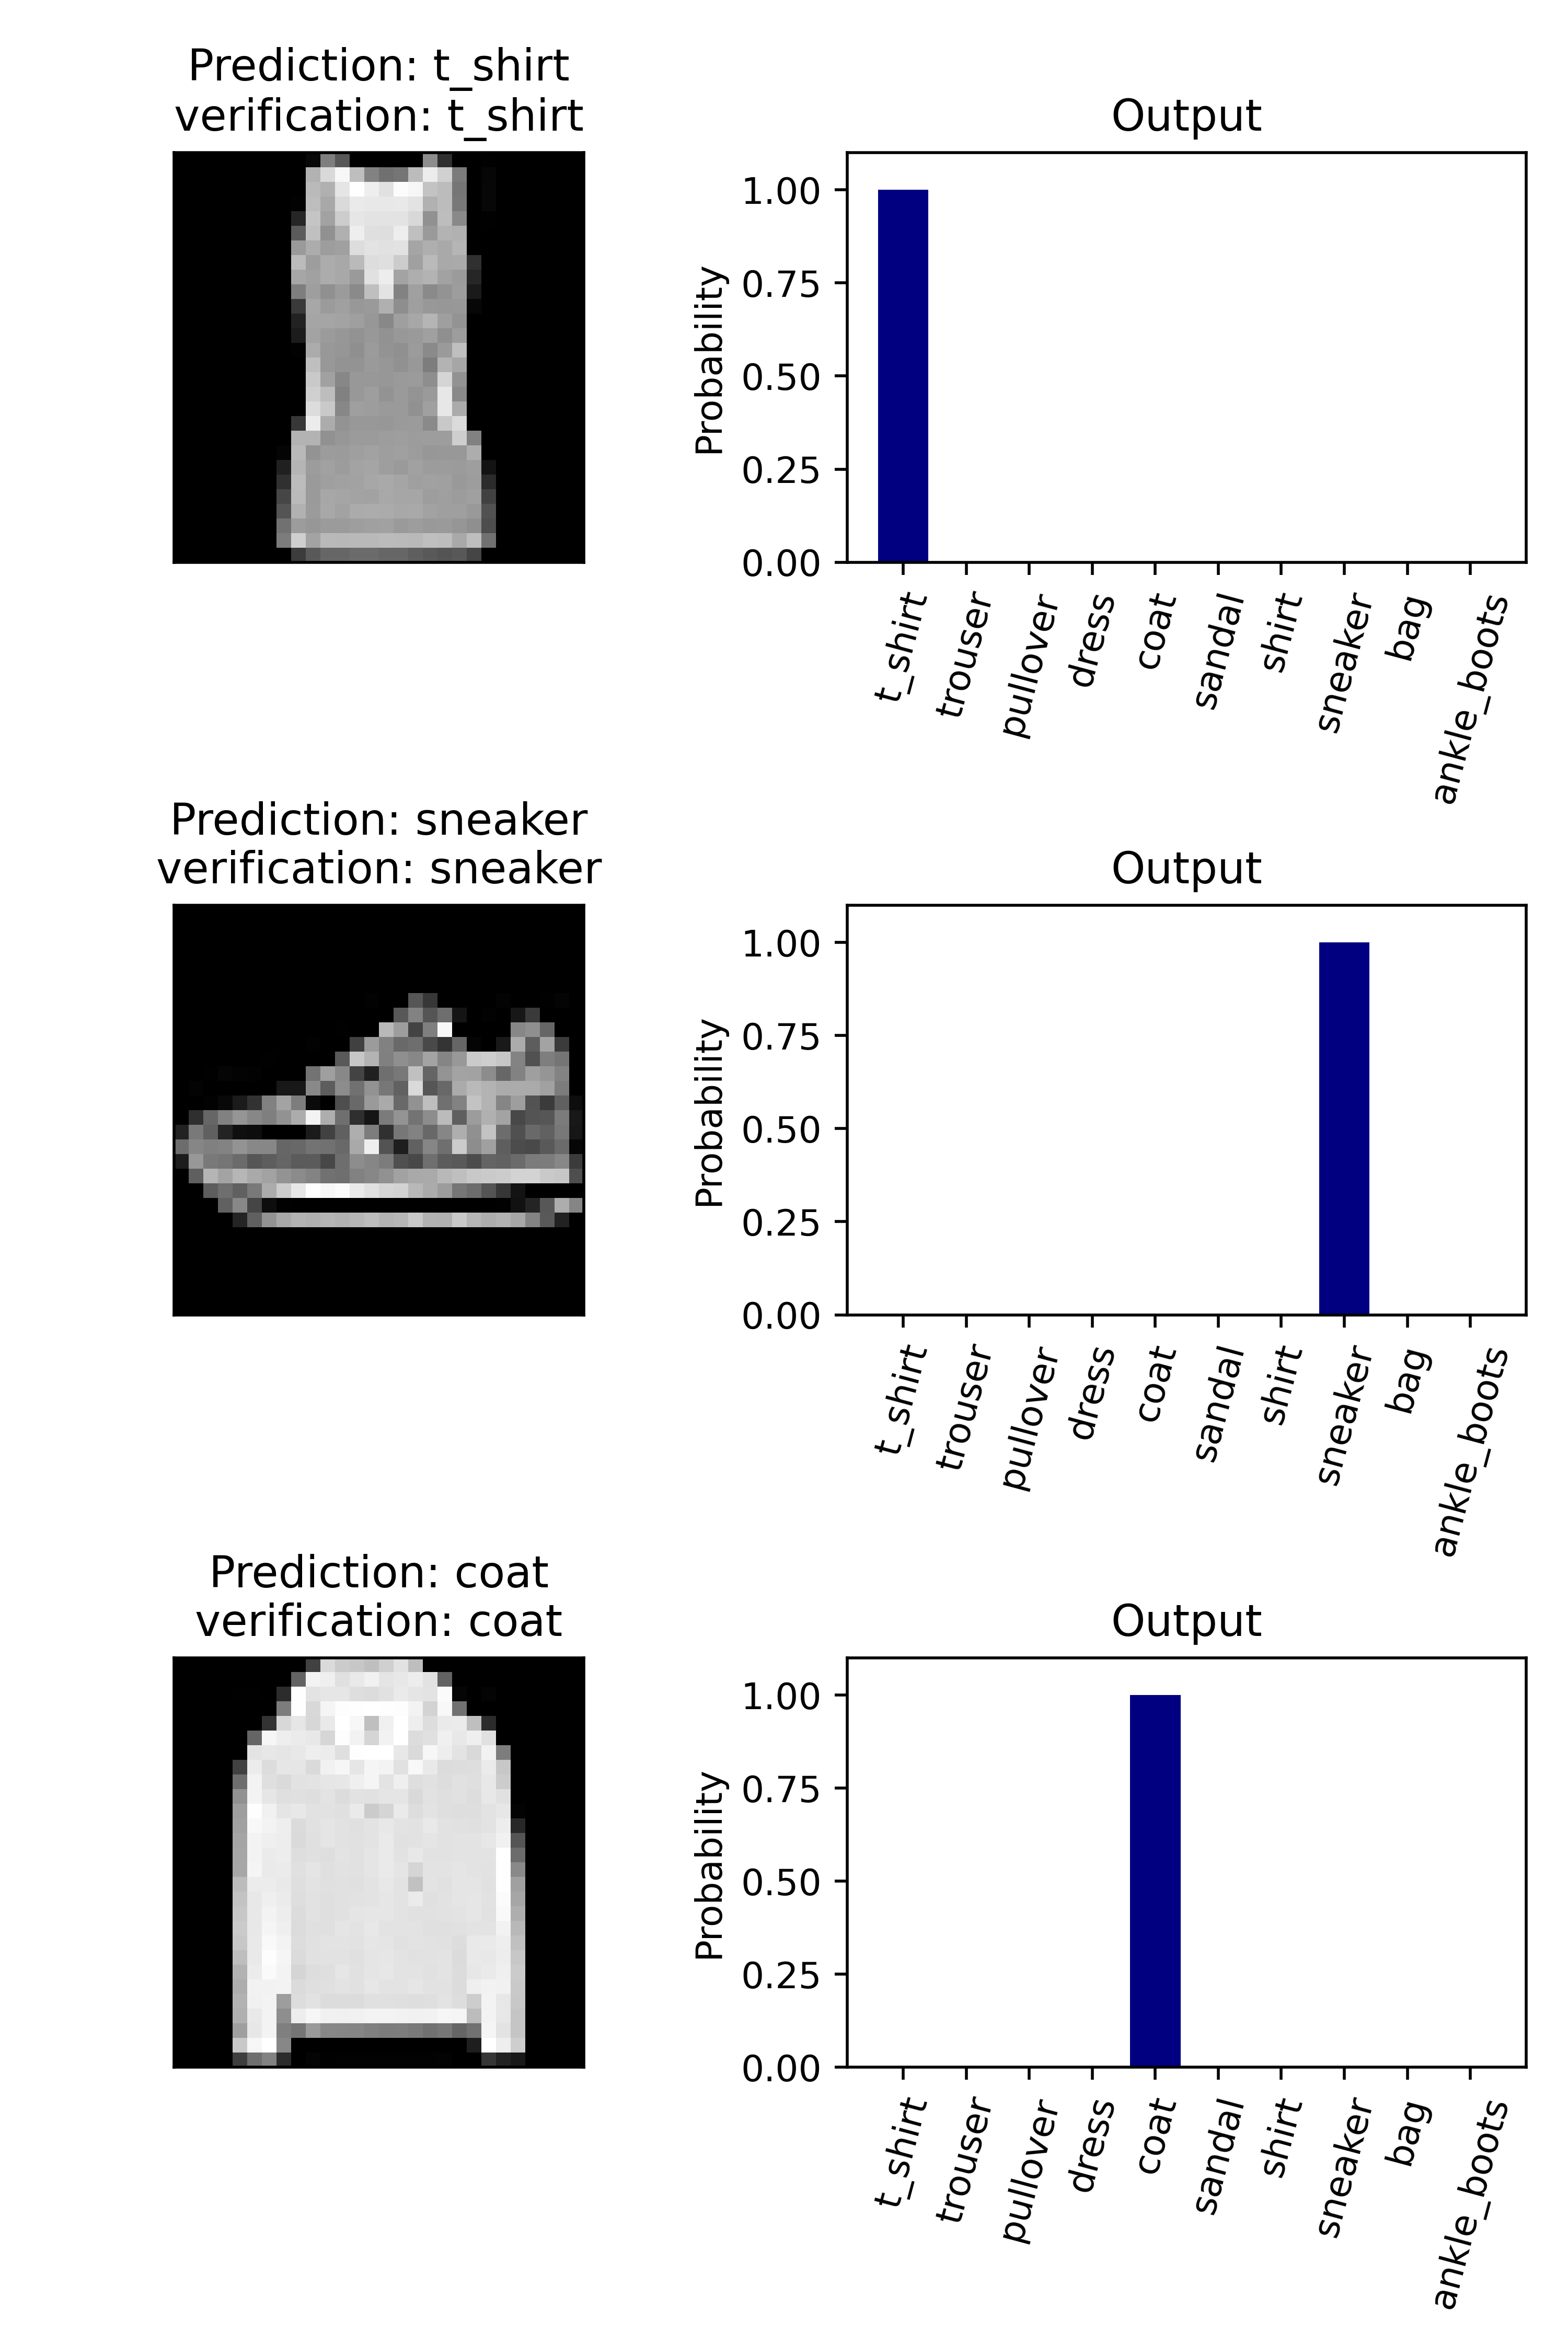 Prediction: t_shirt
verification: t_shirt
Output
Probability
1.00
0.75
0.50
0.25
0.00
t_shirt
trouser
pullover
dress
coat
sandal
shirt
sneaker
bag
ankle_boots
Prediction: sneaker
verification: sneaker
Output
Probability
1.00
0.75
0.50
0.25
0.00
t_shirt
trouser
pullover
dress
coat
sandal
shirt
sneaker
bag
ankle_boots
Prediction: coat
verification: coat
Output
Probability
1.00
0.75
0.50
0.25
0.00
t_shirt
trouser
pullover
dress
coat
sandal
shirt
sneaker
bag
ankle_boots